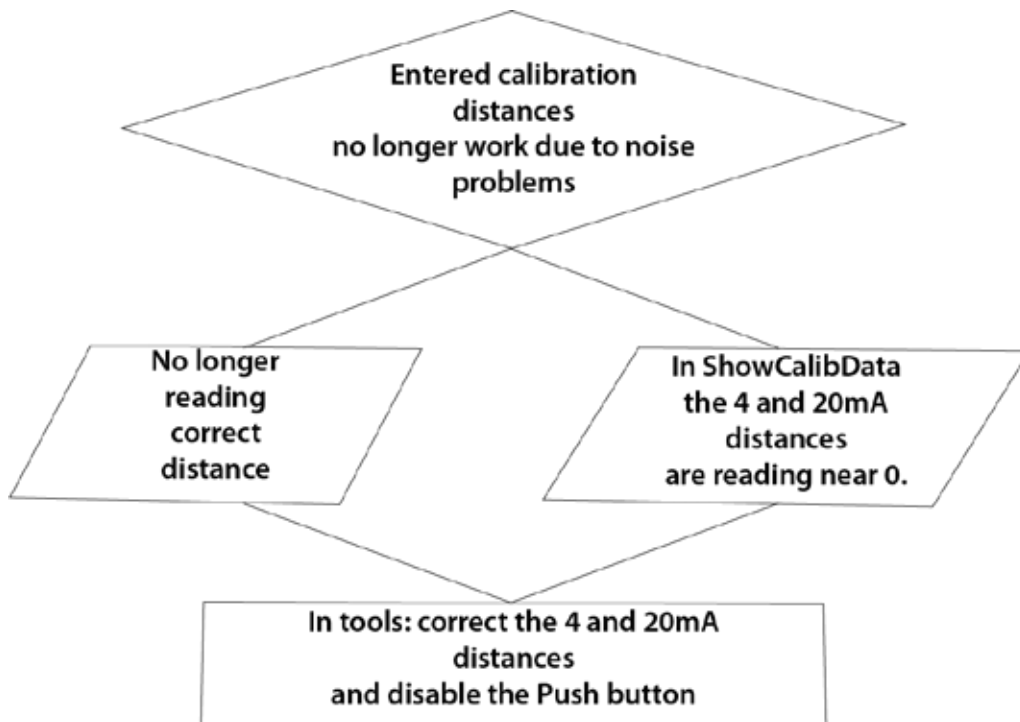 Entered calibration
distances
no longer work due to noise
problems
No longer
reading
correct
distance
In ShowCalibData
the 4 and 20mA
distances
are reading near 0.
In tools: correct the 4 and 20mA
distances
and disable the Push button